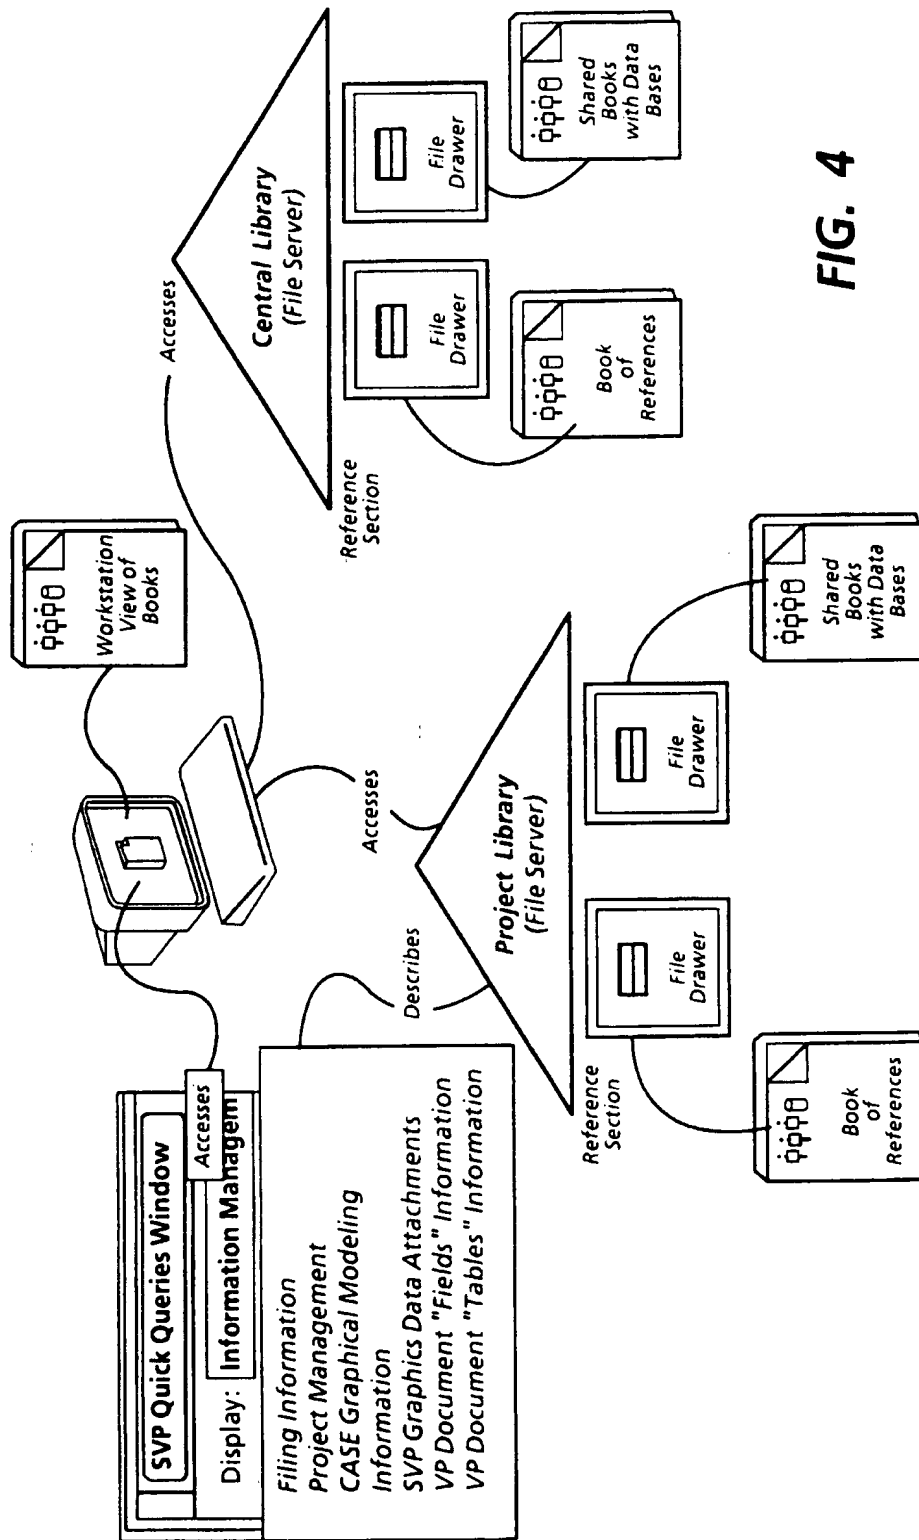 SVP Quick Queries Window
Accesses
Display: Information Managem
Filing Information
Project Management
CASE Graphical Modeling
Information
SVP Graphics Data Attachments
VP Document "Fields" Information
VP Document "Tables" Information
Describes
Workstation
View of
Books
Accesses
Accesses
Project Library
(File Server)
Reference
Section
File
Drawer
File
Drawer
Book
of
References
Shared
Books
with Data
Bases
Central Library
(File Server)
Reference
Section
File
Drawer
File
Drawer
Book
of
References
Shared
Books
with Data
Bases
FIG. 4